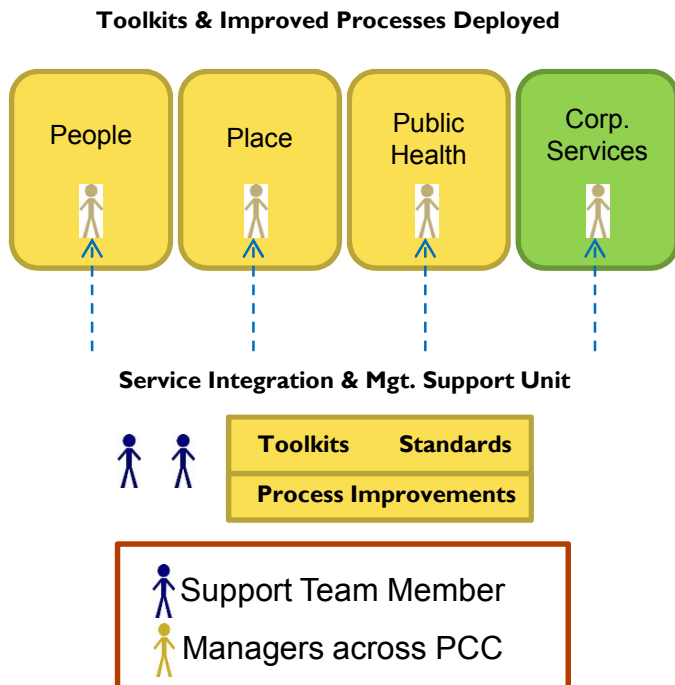 Toolkits & Improved Processes Deployed
People
Place
Public
Health
Corp.
Services
Service Integration & Mgt. Support Unit
Toolkits Standards
Process Improvements
Support Team Member
Managers across PCC